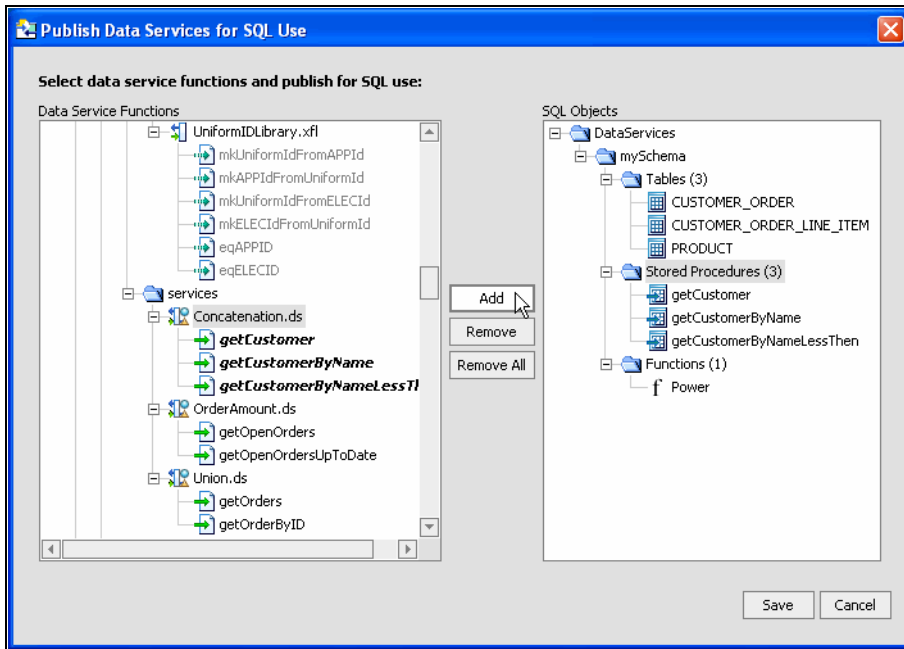 Publish Data Services for SQL Use
Select data service functions and publish for SQL use:
Data Service Functions
UniformIDLibrary.xfl
mkUniformIdFromAPPId
mkAPPIdFromUniformId
mkUniformIdFromELECId
mkELECIdFromUniformId
eqAPPID
eqELECID
services
Concatenation.ds
getCustomer
getCustomerByName
getCustomerByNameLessTh
OrderAmount.ds
getOpenOrders
getOpenOrdersUpToDate
Union.ds
getOrders
getOrderByID
Add
Remove
Remove All
SQL Objects
DataServices
mySchema
Tables (3)
CUSTOMER_ORDER
CUSTOMER_ORDER_LINE_ITEM
PRODUCT
Stored Procedures (3)
getCustomer
getCustomerByName
getCustomerByNameLessThen
Functions (1)
f Power
Save
Cancel